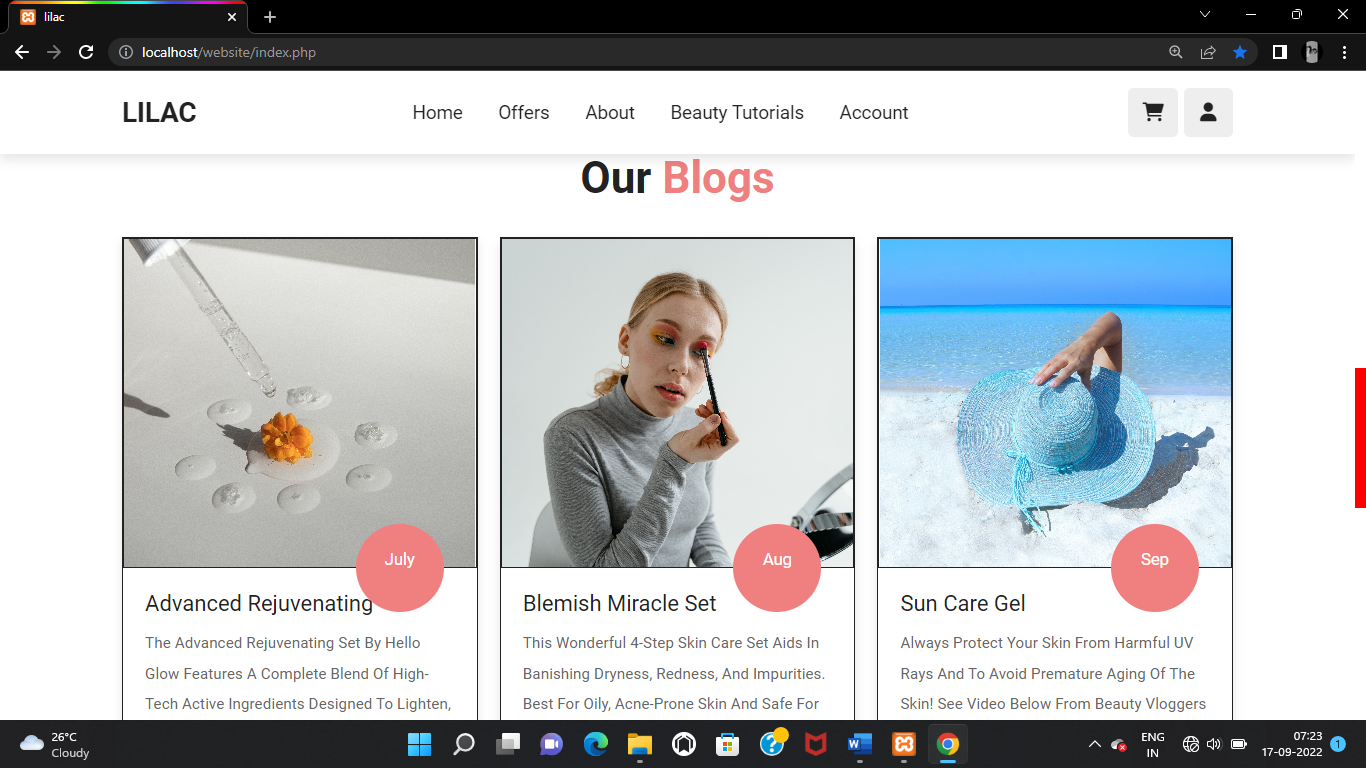 lilac
localhost/website/index.php
LILAC
Home Offers About Beauty Tutorials Account
Our Blogs
July
Advanced Rejuvenating
The Advanced Rejuvenating Set By Hello
Glow Features A Complete Blend Of High-
Tech Active Ingredients Designed To Lighten,
Aug
Blemish Miracle Set
This Wonderful 4-Step Skin Care Set Aids In
Banishing Dryness, Redness, And Impurities.
Best For Oily, Acne-Prone Skin And Safe For
Sep
Sun Care Gel
Always Protect Your Skin From Harmful UV
Rays And To Avoid Premature Aging Of The
Skin! See Video Below From Beauty Vloggers
26°C
Cloudy
ENG
IN
07:23
17-09-2022
1